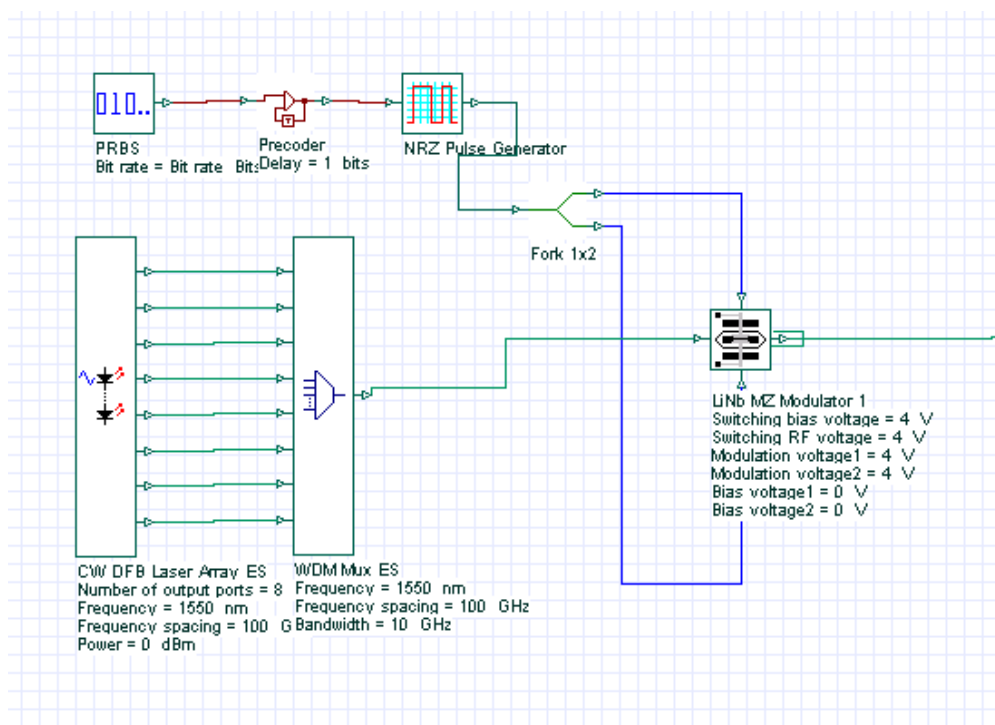 010..
PRBS
Bit rate = Bit rate Bits
Precoder
Delay = 1 bits
NRZ Pulse Generator
Fork 1x2
LiNb MZ Modulator 1
Switching bias voltage = 4 V
Switching RF voltage = 4 V
Modulation voltage1 = 4 V
Modulation voltage2 = 4 V
Bias voltage1 = 0 V
Bias voltage2 = 0 V
CW DFB Laser Array ES
Number of output ports = 8
Frequency = 1550 nm
Frequency spacing = 100 G
Power = 0 dBm
WDM Mux ES
Frequency = 1550 nm
Frequency spacing = 100 GHz
Bandwidth = 10 GHz